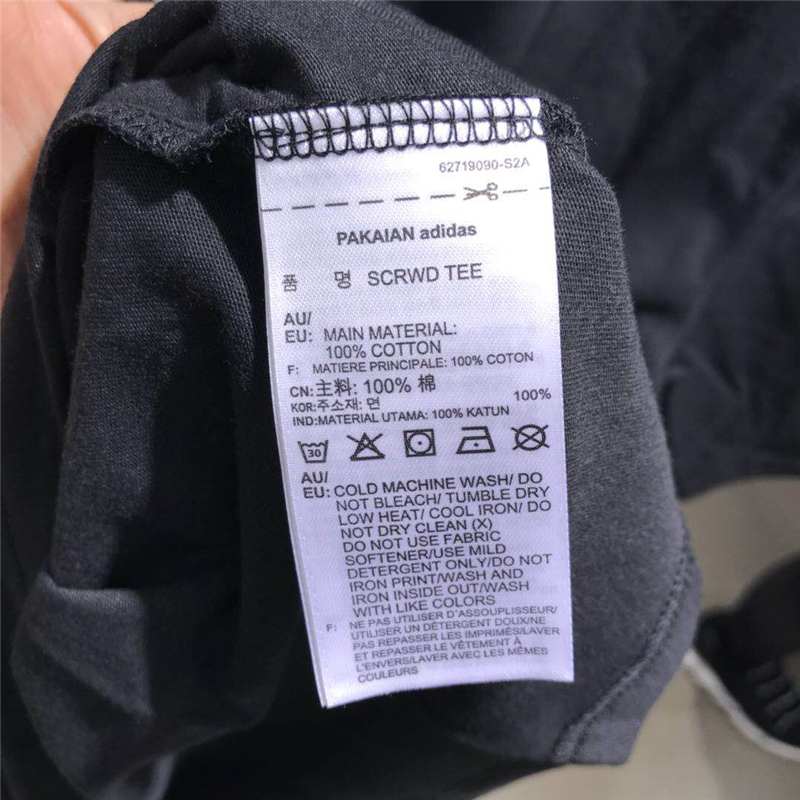 62719090-S2A
PAKAIAN adidas
품 명 SCRWD TEE
AU/
EU: MAIN MATERIAL:
100% COTTON
F: MATIERE PRINCIPALE: 100% COTON
CN:主料: 100% 棉
KOR:주소재: 면 100%
IND:MATERIAL UTAMA: 100% KATUN
30
AU/
EU: COLD MACHINE WASH/ DO
NOT BLEACH/ TUMBLE DRY
LOW HEAT/ COOL IRON/ DO
NOT DRY CLEAN (X)
DO NOT USE FABRIC
SOFTENER/USE MILD
DETERGENT ONLY/DO NOT
IRON PRINT/WASH AND
IRON INSIDE OUT/WASH
WITH LIKE COLORS
F: NE PAS UTILISER D'ASSOUPLISSEUR/
UTILISER UN DÉTERGENT DOUX/NE
PAS REPASSER LES IMPRIMÉS/LAVER
ET REPASSER LE VÊTEMENT À
L'ENVERS/LAVER AVEC LES MÊMES
COULEURS